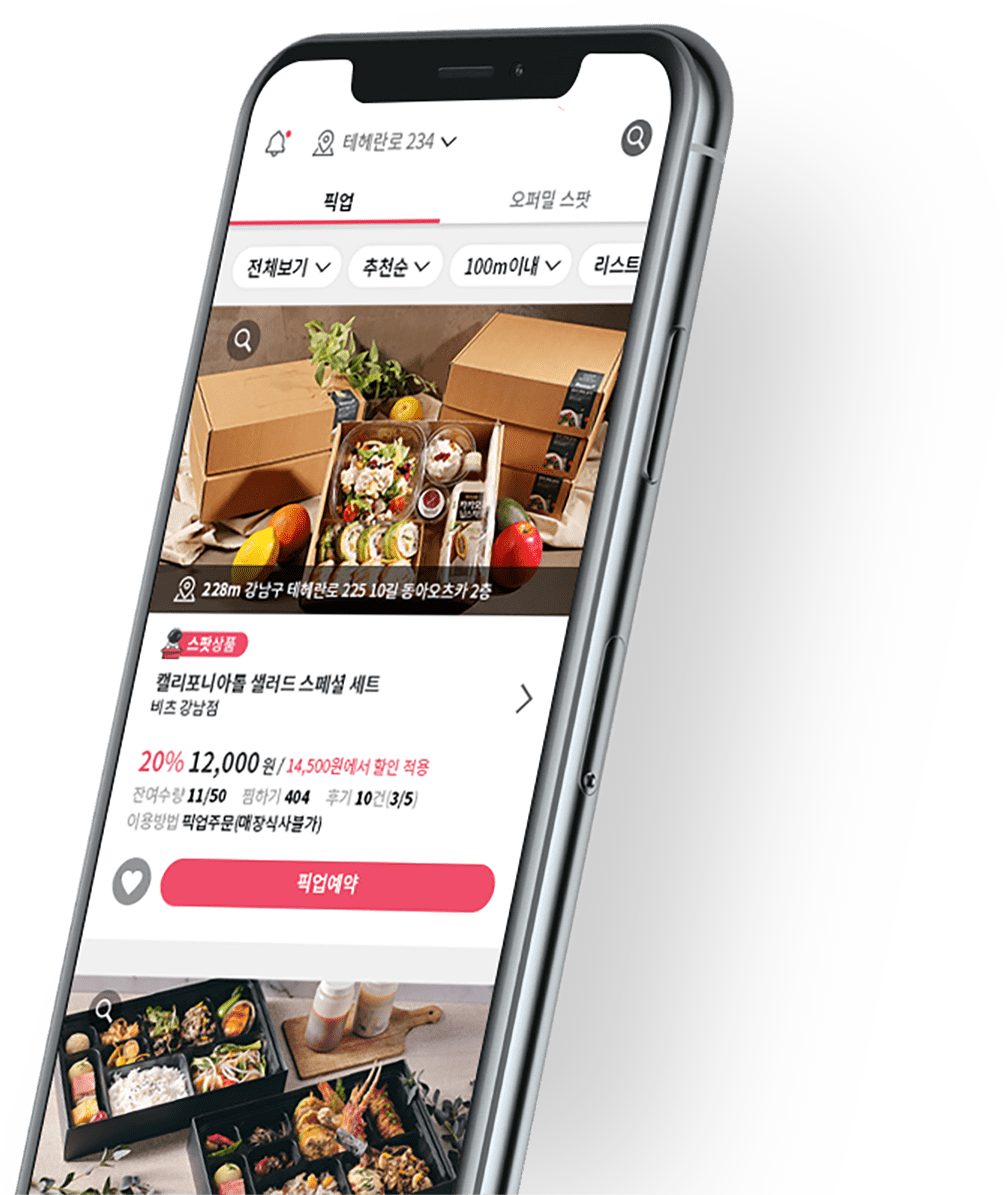 테헤란로 234
픽업
오퍼밀 스팟
전체보기
추천순
100m이내
리스트
228m 강남구 테헤란로 225 10길 동아오츠카 2층
스팟상품
캘리포니아롤 샐러드 스페셜 세트
비츠 강남점
20% 12,000 원 / 14,500원에서 할인 적용
잔여수량 11/50 찜하기 404 후기 10건(3/5)
이용방법 픽업주문(매장식사불가)
픽업예약